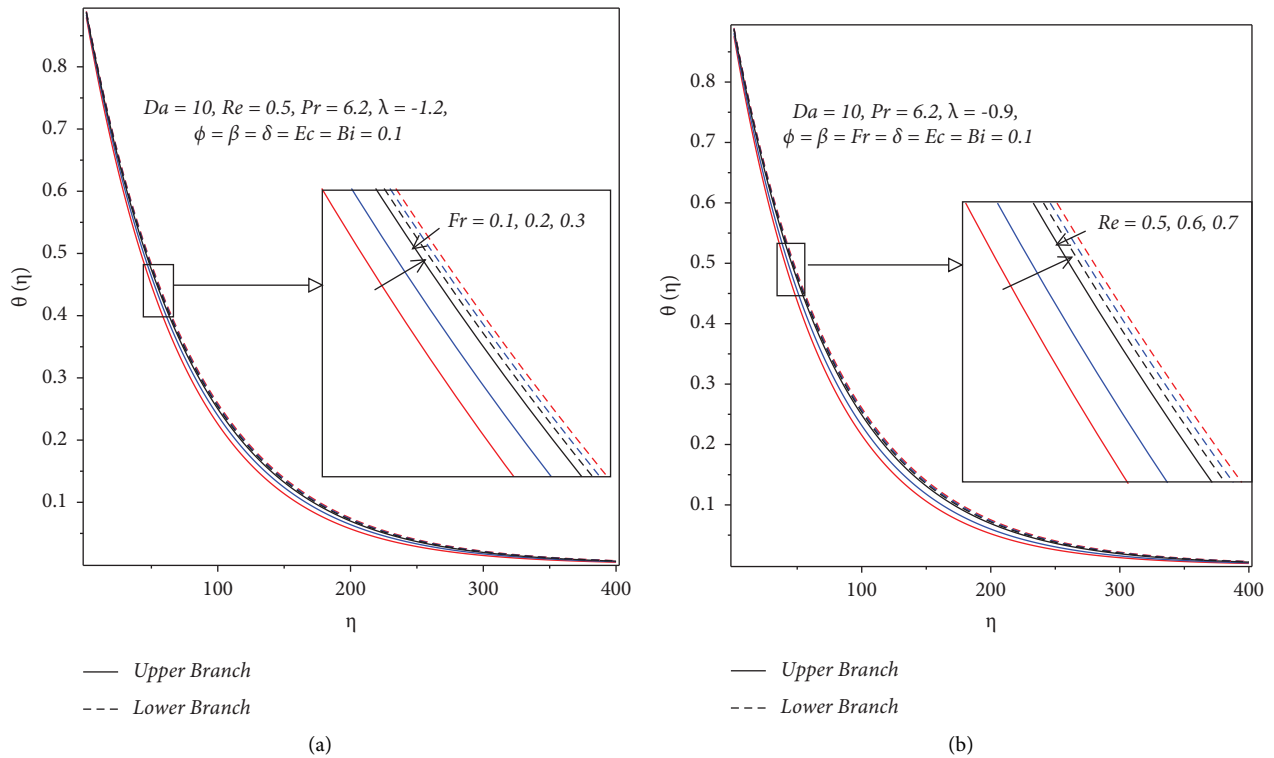 0.8
0.7
0.6
0.5
0.4
0.3
0.2
0.1
θ (η)
Da = 10, Re = 0.5, Pr = 6.2, λ = -1.2,
ϕ = β = δ = Ec = Bi = 0.1
Fr = 0.1, 0.2, 0.3
100 200 300 400
η
Upper Branch
Lower Branch
(a)
0.8
0.7
0.6
0.5
0.4
0.3
0.2
0.1
θ (η)
Da = 10, Pr = 6.2, λ = -0.9,
ϕ = β = Fr = δ = Ec = Bi = 0.1
Re = 0.5, 0.6, 0.7
100 200 300 400
η
Upper Branch
Lower Branch
(b)